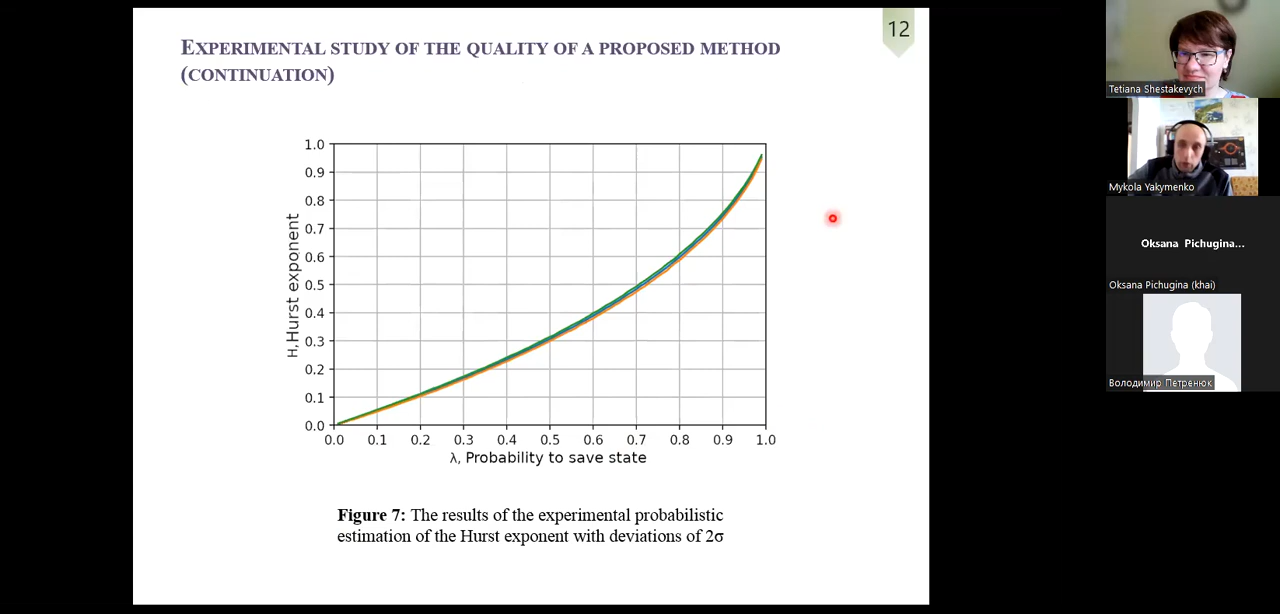 12
EXPERIMENTAL STUDY OF THE QUALITY OF A PROPOSED METHOD
(CONTINUATION)
1.0
0.9
0.8
0.7
0.6
0.5
0.4
0.3
0.2
0.1
0.0
H, Hurst exponent
0.0 0.1 0.2 0.3 0.4 0.5 0.6 0.7 0.8 0.9 1.0
λ, Probability to save state
Figure 7: The results of the experimental probabilistic
estimation of the Hurst exponent with deviations of 2σ
Tetiana Shestakevych
Mykola Yakymenko
Oksana Pichugina...
Oksana Pichugina (khai)
Володимир Петренюк